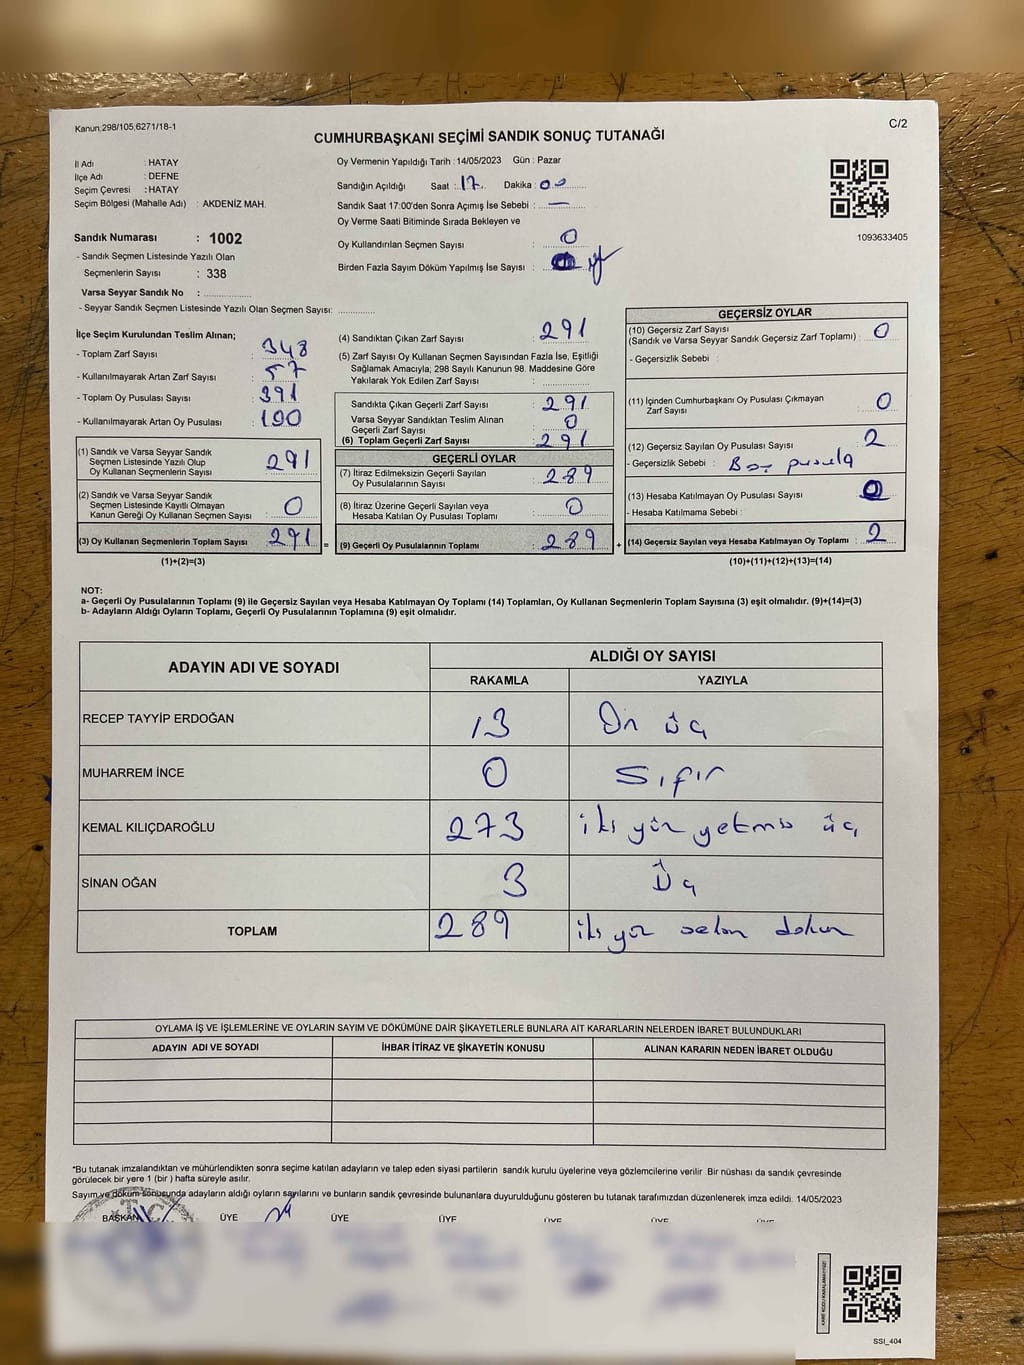 Kanun,298/105,6271/18-1
C/2
CUMHURBAŞKANI SEÇİMİ SANDIK SONUÇ TUTANAĞI
İl Adı : HATAY
İlçe Adı : DEFNE
Seçim Çevresi : HATAY
Seçim Bölgesi (Mahalle Adı) : AKDENİZ MAH.
Sandık Numarası : 1002
- Sandık Seçmen Listesinde Yazılı Olan
Seçmenlerin Sayısı : 338
Varsa Seyyar Sandık No :
- Seyyar Sandık Seçmen Listesinde Yazılı Olan Seçmen Sayısı:
Oy Vermenin Yapıldığı Tarih : 14/05/2023 Gün : Pazar
Sandığın Açıldığı Saat : 17 Dakika : 00
Sandık Saat 17:00'den Sonra Açımış İse Sebebi : —
Oy Verme Saati Bitiminde Sırada Bekleyen ve
Oy Kullandırılan Seçmen Sayısı : 0
Birden Fazla Sayım Döküm Yapılmış İse Sayısı :
1093633405
İlçe Seçim Kurulundan Teslim Alınan;
- Toplam Zarf Sayısı : 348
- Kullanılmayarak Artan Zarf Sayısı : 57
- Toplam Oy Pusulası Sayısı : 391
- Kullanılmayarak Artan Oy Pusulası : 100
(1) Sandık ve Varsa Seyyar Sandık
Seçmen Listesinde Yazılı Olup
Oy Kullanan Seçmenlerin Sayısı : 291
(2) Sandık ve Varsa Seyyar Sandık
Seçmen Listesinde Kayıtlı Olmayan
Kanun Gereği Oy Kullanan Seçmen Sayısı : 0
(3) Oy Kullanan Seçmenlerin Toplam Sayısı : 291 =
(1)+(2)=(3)
(4) Sandıktan Çıkan Zarf Sayısı : 291
(5) Zarf Sayısı Oy Kullanan Seçmen Sayısından Fazla İse, Eşitliği
Sağlamak Amacıyla; 298 Sayılı Kanunun 98. Maddesine Göre
Yakılarak Yok Edilen Zarf Sayısı :
Sandıkta Çıkan Geçerli Zarf Sayısı : 291
Varsa Seyyar Sandıktan Teslim Alınan
Geçerli Zarf Sayısı : 0
(6) Toplam Geçerli Zarf Sayısı : 291
GEÇERLİ OYLAR
(7) İtiraz Edilmeksizin Geçerli Sayılan
Oy Pusulalarının Sayısı : 289
(8) İtiraz Üzerine Geçerli Sayılan veya
Hesaba Katılan Oy Pusulası Toplamı : 0
(9) Geçerli Oy Pusulalarının Toplamı : 289 +
GEÇERSİZ OYLAR
(10) Geçersiz Zarf Sayısı
(Sandık ve Varsa Seyyar Sandık Geçersiz Zarf Toplamı) : 0
- Geçersizlik Sebebi :
(11) İçinden Cumhurbaşkanı Oy Pusulası Çıkmayan
Zarf Sayısı : 0
(12) Geçersiz Sayılan Oy Pusulası Sayısı : 2
- Geçersizlik Sebebi : Boş pusula
(13) Hesaba Katılmayan Oy Pusulası Sayısı : 0
- Hesaba Katılmama Sebebi :
(14) Geçersiz Sayılan veya Hesaba Katılmayan Oy Toplamı : 2
(10)+(11)+(12)+(13)=(14)
NOT:
a- Geçerli Oy Pusulalarının Toplamı (9) ile Geçersiz Sayılan veya Hesaba Katılmayan Oy Toplamı (14) Toplamları, Oy Kullanan Seçmenlerin Toplam Sayısına (3) eşit olmalıdır. (9)+(14)=(3)
b- Adayların Aldığı Oyların Toplamı, Geçerli Oy Pusulalarının Toplamına (9) eşit olmalıdır.
ADAYIN ADI VE SOYADI ALDIĞI OY SAYISI
RAKAMLA YAZIYLA
RECEP TAYYİP ERDOĞAN 13 On üç
MUHARREM İNCE 0 Sıfır
KEMAL KILIÇDAROĞLU 273 iki yüz yetmiş üç
SİNAN OĞAN 3 Üç
TOPLAM 289 iki yüz seksen dokuz
OYLAMA İŞ VE İŞLEMLERİNE VE OYLARIN SAYIM VE DÖKÜMÜNE DAİR ŞİKAYETLERLE BUNLARA AİT KARARLARIN NELERDEN İBARET BULUNDUKLARI
ADAYIN ADI VE SOYADI İHBAR İTİRAZ VE ŞİKAYETİN KONUSU ALINAN KARARIN NEDEN İBARET OLDUĞU
*Bu tutanak imzalandıktan ve mühürlendikten sonra seçime katılan adayların ve talep eden siyasi partilerin sandık kurulu üyelerine veya gözlemcilerine verilir .Bir nüshası da sandık çevresinde
görülecek bir yere 1 (bir ) hafta süreyle asılır.
Sayım ve döküm sonusunda adayların aldığı oyların sayılarını ve bunların sandık çevresinde bulunanlara duyurulduğunu gösteren bu tutanak tarafımızdan düzenlenerek imza edildi. 14/05/2023
BAŞKAN ÜYE ÜYE ÜYE ÜYE ÜYE ÜYE
SSI_404